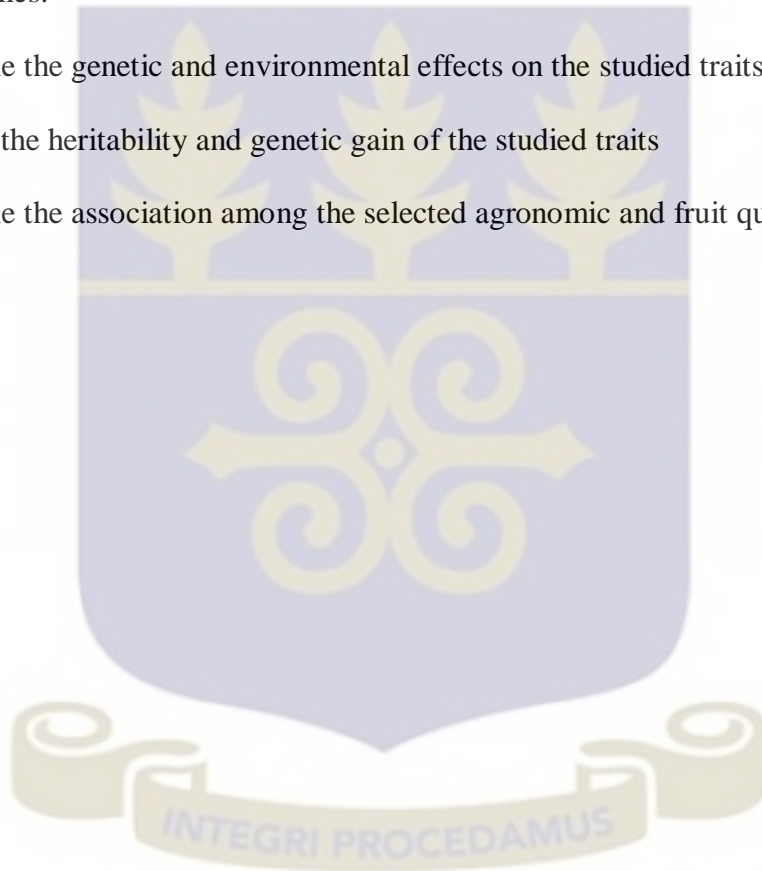 e the genetic and environmental effects on the studied traits
the heritability and genetic gain of the studied traits
e the association among the selected agronomic and fruit qu
INTEGRI PROCEDAMUS